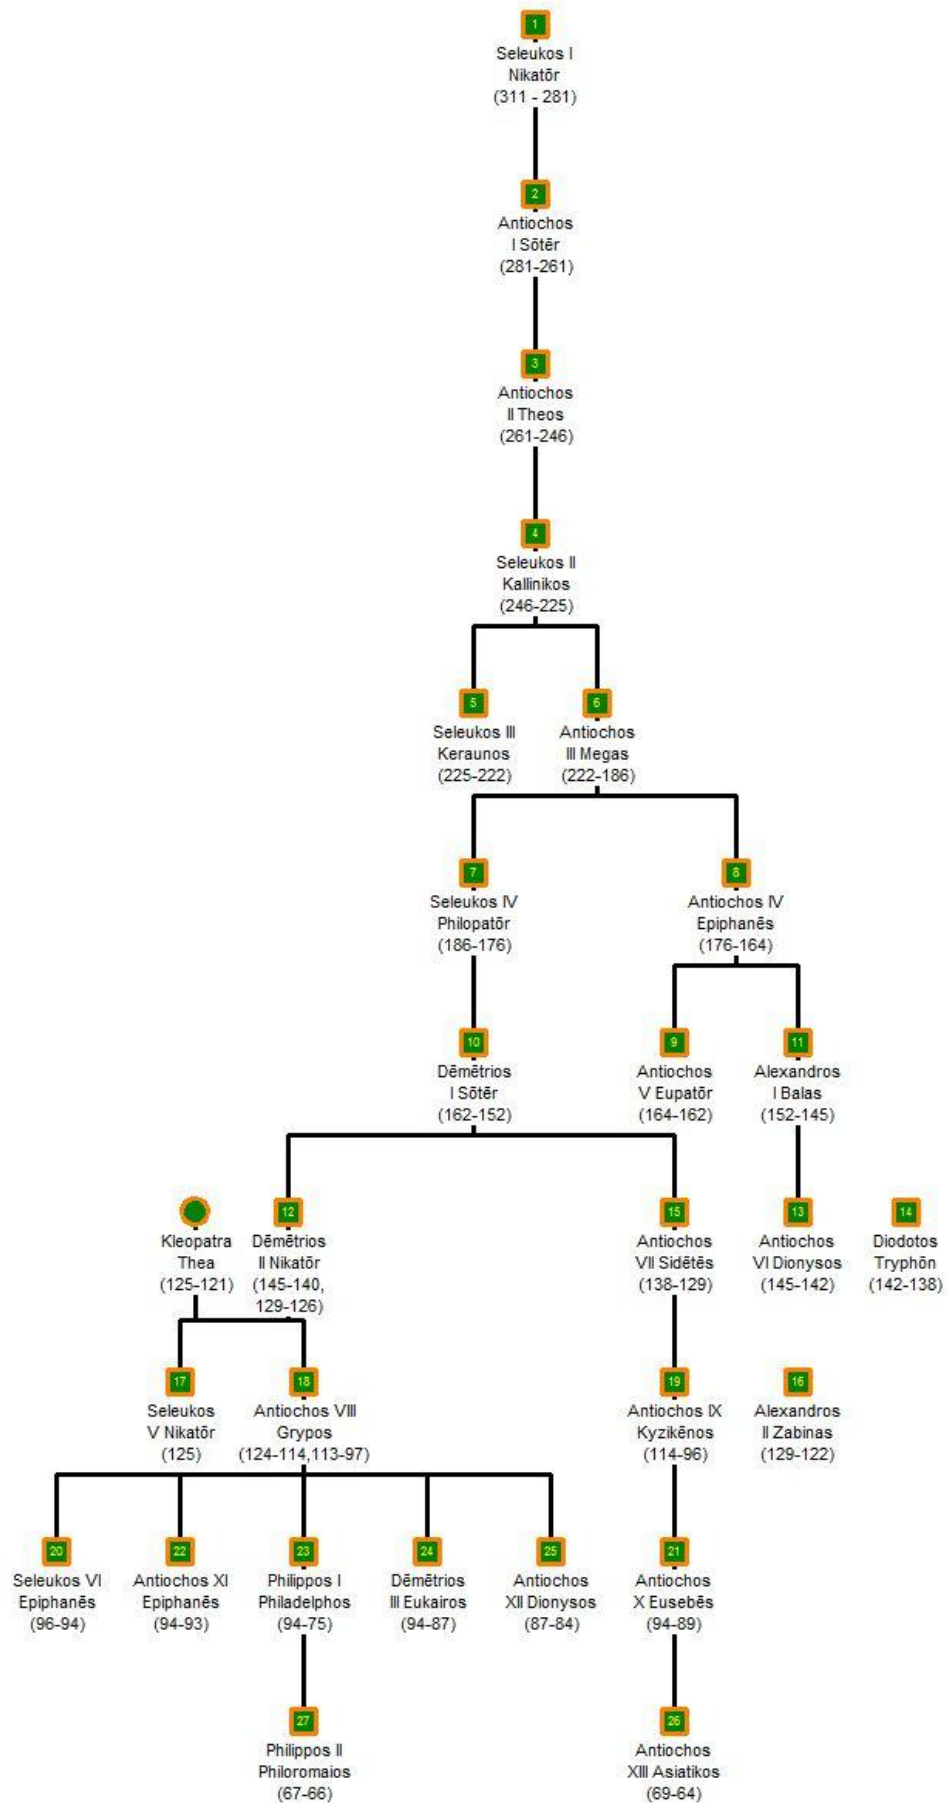 1
Seleukos I
Nikatōr
(311 - 281)
2
Antiochos
I Sōtēr
(281-261)
3
Antiochos
II Theos
(261-246)
4
Seleukos II
Kallinikos
(246-225)
5
Seleukos III
Keraunos
(225-222)
6
Antiochos
III Megas
(222-186)
7
Seleukos IV
Philopatōr
(186-176)
8
Antiochos IV
Epiphanēs
(176-164)
10
Dēmētrios
I Sōtēr
(162-152)
9
Antiochos
V Eupatōr
(164-162)
11
Alexandros
I Balas
(152-145)
Kleopatra
Thea
(125-121)
12
Dēmētrios
II Nikatōr
(145-140,
129-126)
15
Antiochos
VII Sidētēs
(138-129)
13
Antiochos
VI Dionysos
(145-142)
14
Diodotos
Tryphōn
(142-138)
17
Seleukos
V Nikatōr
(125)
18
Antiochos VIII
Grypos
(124-114,113-97)
19
Antiochos IX
Kyzikēnos
(114-96)
16
Alexandros
II Zabinas
(129-122)
20
Seleukos VI
Epiphanēs
(96-94)
22
Antiochos XI
Epiphanēs
(94-93)
23
Philippos I
Philadelphos
(94-75)
24
Dēmētrios
III Eukairos
(94-87)
25
Antiochos
XII Dionysos
(87-84)
21
Antiochos
X Eusebēs
(94-89)
27
Philippos II
Philoromaios
(67-66)
26
Antiochos
XIII Asiatikos
(69-64)